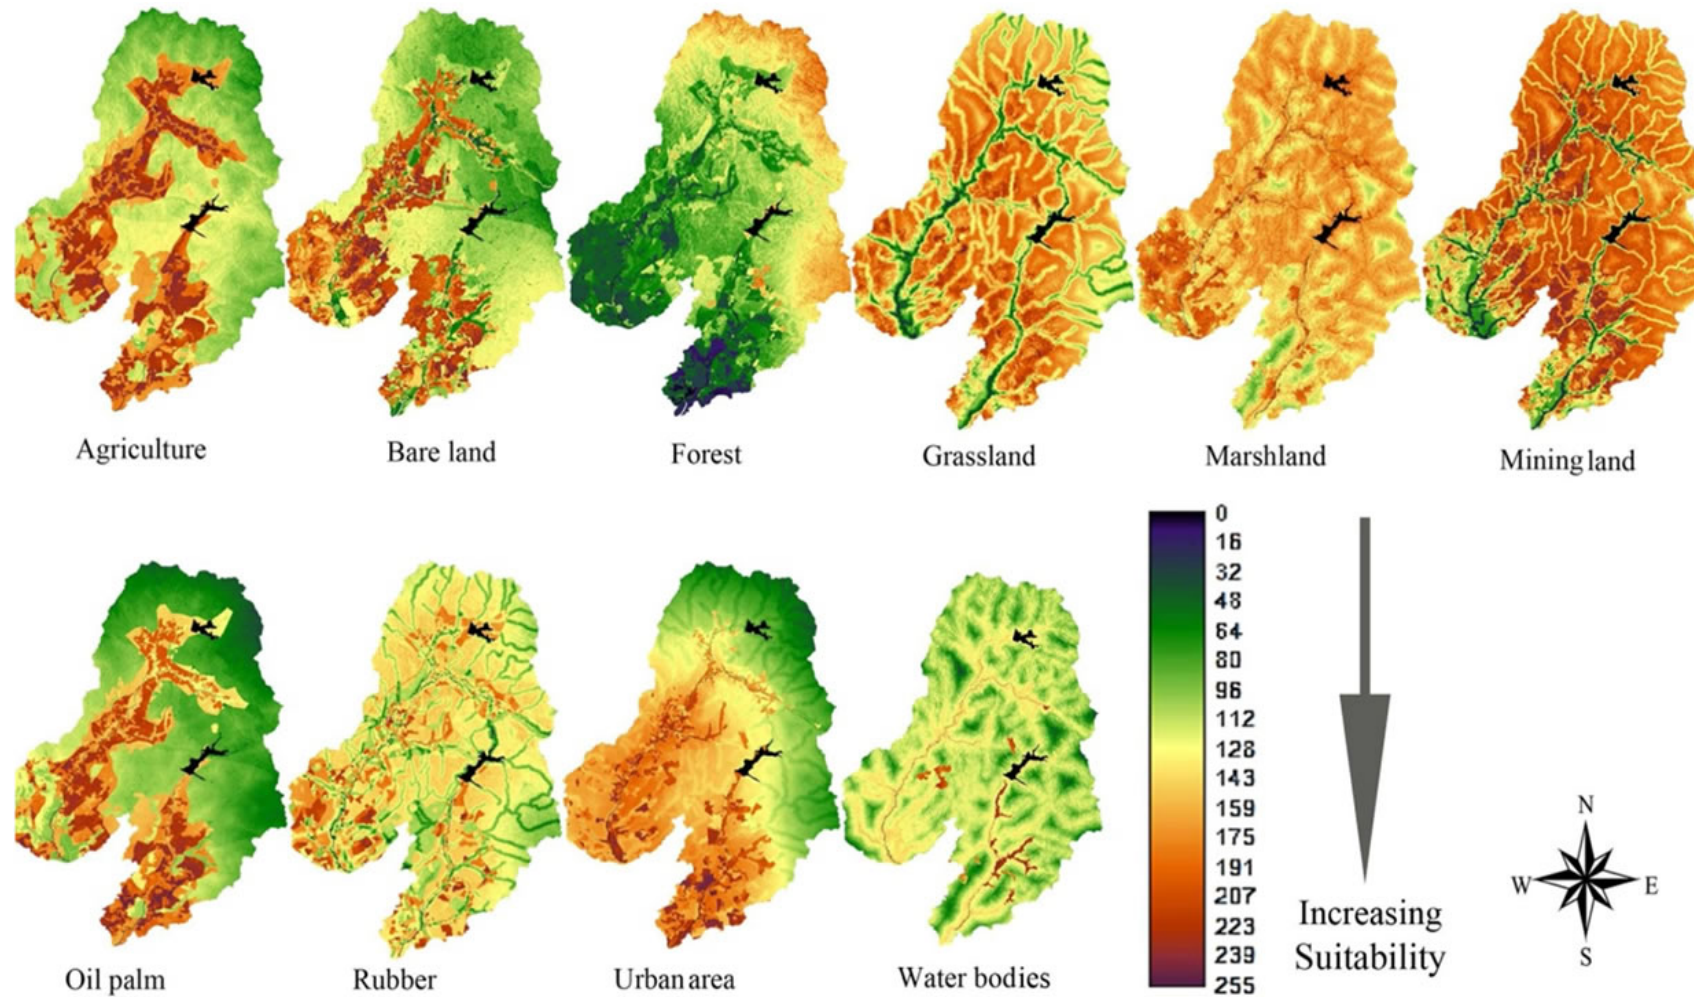 Agriculture
Bare land
Forest
Grassland
Marshland
Mining land
0
16
32
48
64
80
96
112
128
143
159
175
191
207
223
239
255
Increasing
Suitability
N
W
E
S
Oil palm
Rubber
Urban area
Water bodies